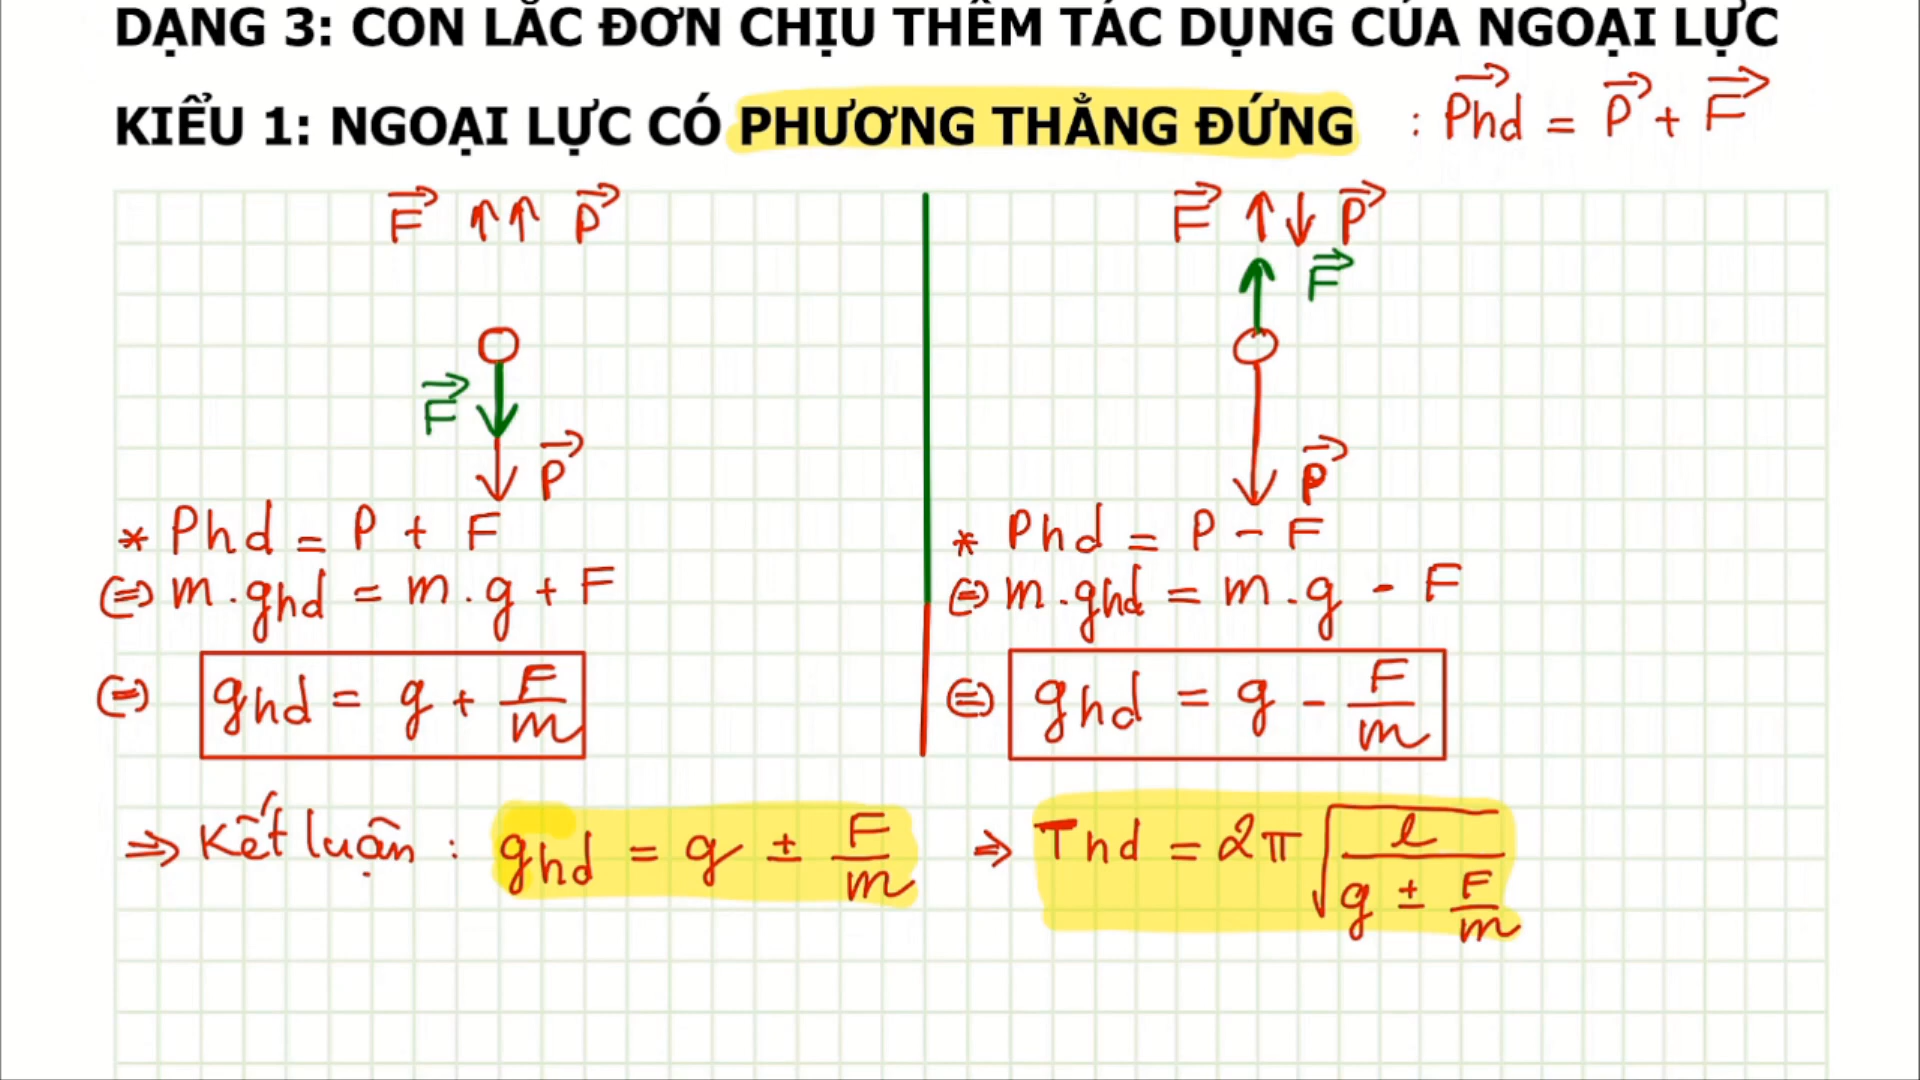 DẠNG 3: CON LẮC ĐƠN CHỊU THÊM TÁC DỤNG CỦA NGOẠI LỰC
KIỂU 1: NGOẠI LỰC CÓ PHƯƠNG THẲNG ĐỨNG : P⃗hd = P⃗ + F⃗
F⃗ ↑↑ P⃗
F⃗
P⃗
* Phd = P + F
⇔ m.ghd = m.g + F
⇔ ghd = g + F/m
F⃗ ↑↓ P⃗
F⃗
P⃗
* Phd = P - F
⇔ m.ghd = m.g - F
⇔ ghd = g - F/m
⇒ Kết luận : ghd = g ± F/m ⇒ Thd = 2π√(l/(g ± F/m))